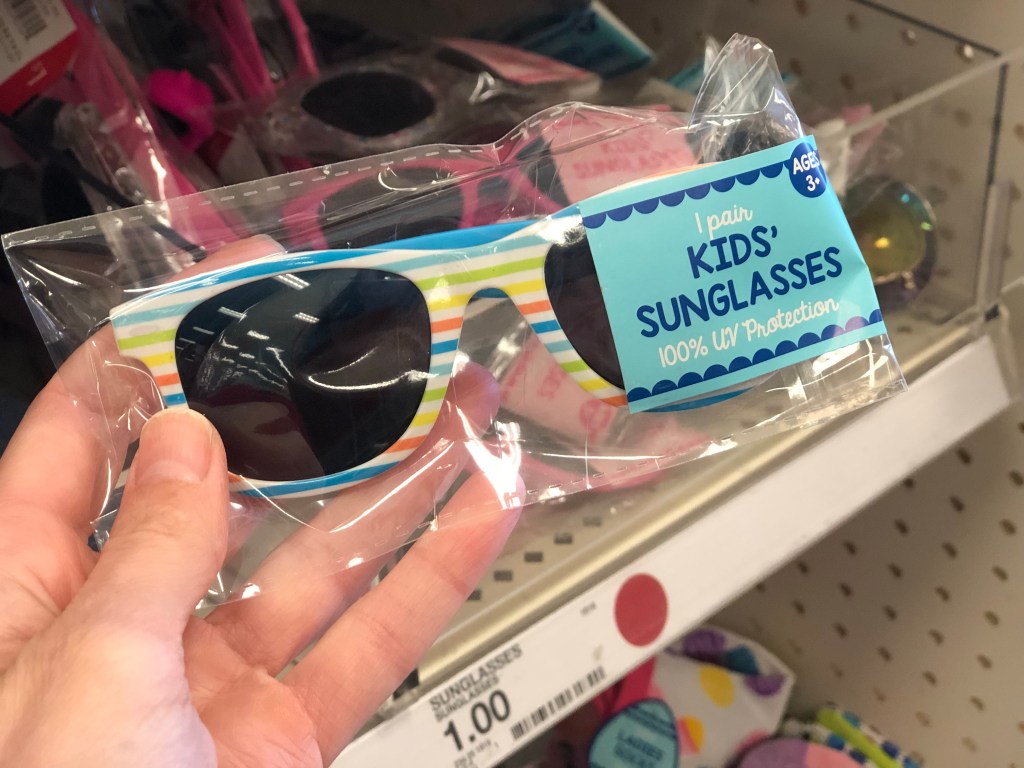 AGES
3+
1 pair
KIDS'
SUNGLASSES
100% UV Protection
SUNGLASSES
SUNGLASSES
1.00